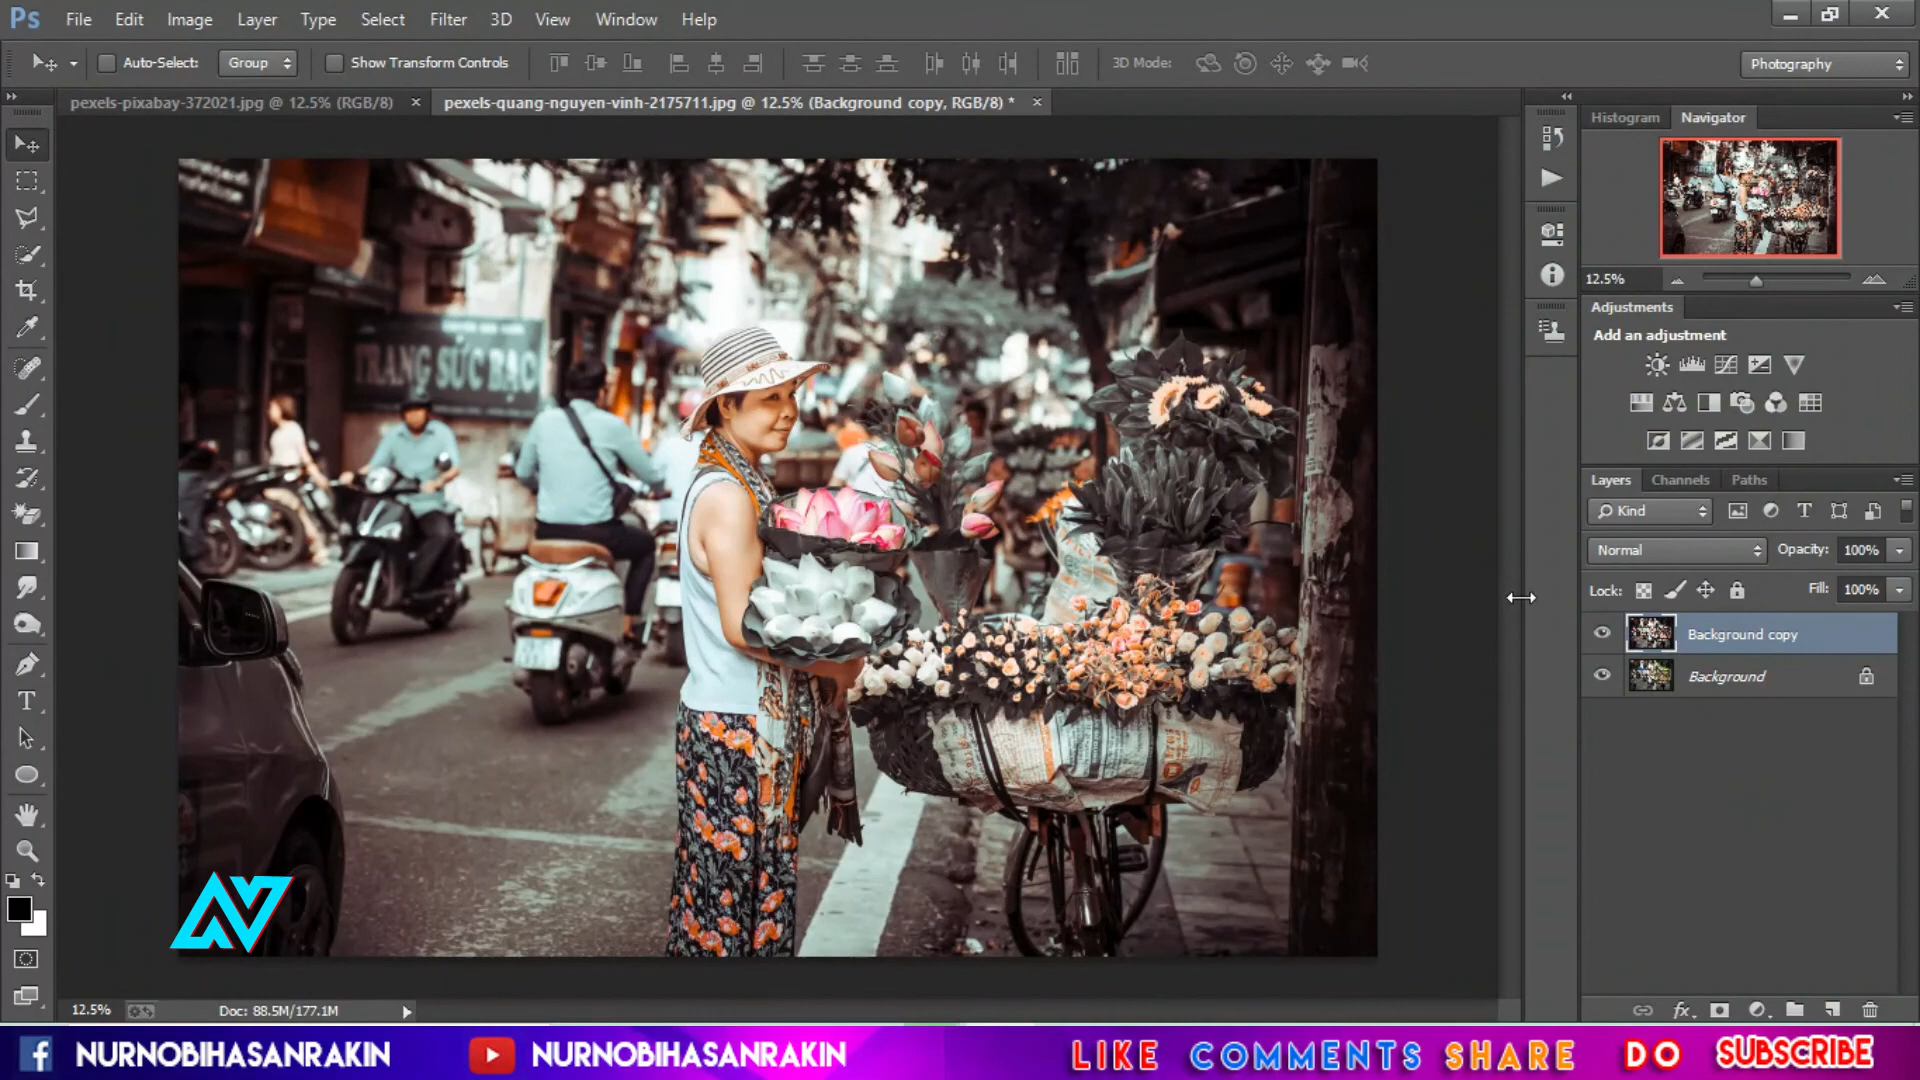 Ps File Edit Image Layer Type Select Filter 3D View Window Help
Auto-Select: Group Show Transform Controls 3D Mode: Photography
pexels-pixabay-372021.jpg @ 12.5% (RGB/8) × pexels-quang-nguyen-vinh-2175711.jpg @ 12.5% (Background copy, RGB/8) * ×
Histogram Navigator
12.5%
Adjustments
Add an adjustment
TRANG SỨC BẠC
Layers Channels Paths
Kind
Normal Opacity: 100%
Lock: Fill: 100%
Background copy
Background
12.5% Doc: 88.5M/177.1M
NURNOBIHASANRAKIN NURNOBIHASANRAKIN LIKE COMMENTS SHARE DO SUBSCRIBE